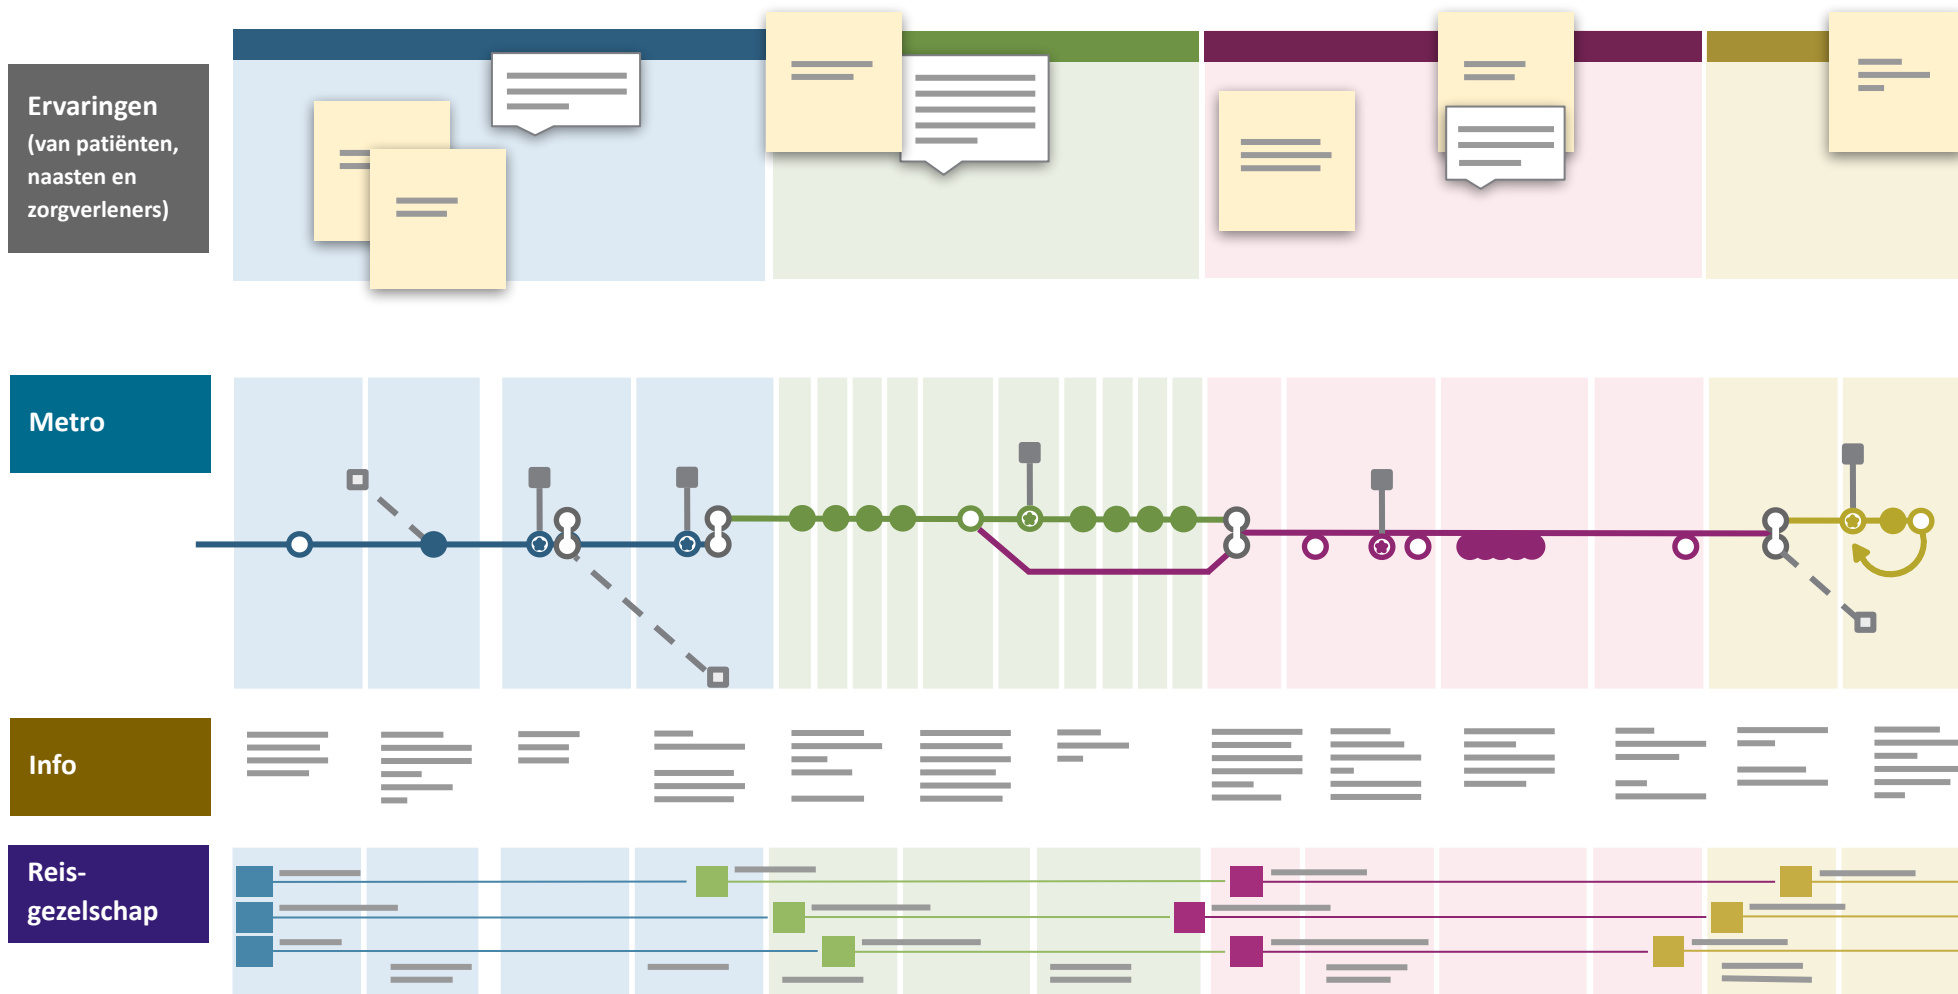 Ervaringen
(van patiënten,
naasten en
zorgverleners)
Metro
Info
Reis-
gezelschap